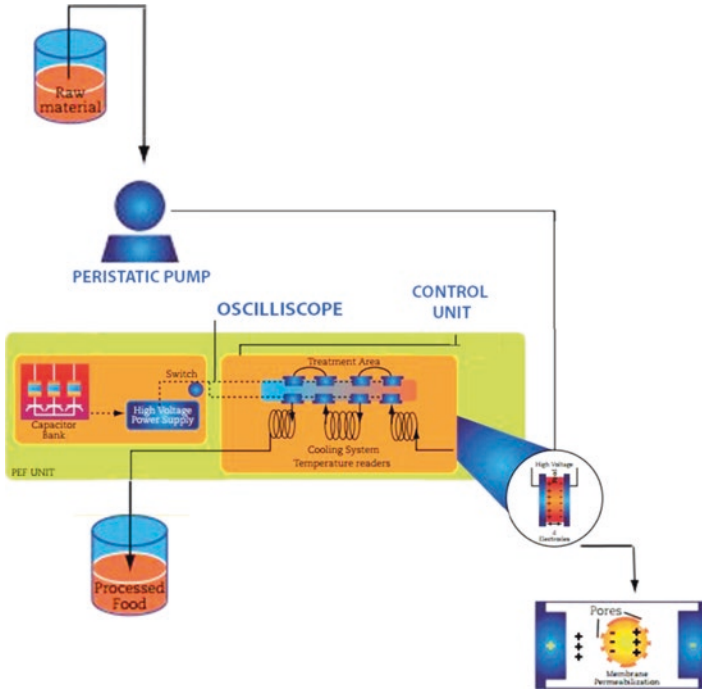 Raw
material
PERISTATIC PUMP
OSCILLISCOPE
CONTROL
UNIT
Treatment Area
Switch
High Voltage
Power Supply
Capacitor
Bank
Cooling System
Temperature readers
PEF UNIT
High Voltage
Electrodes
Processed
Food
Pores
Membrane
Permeabilization